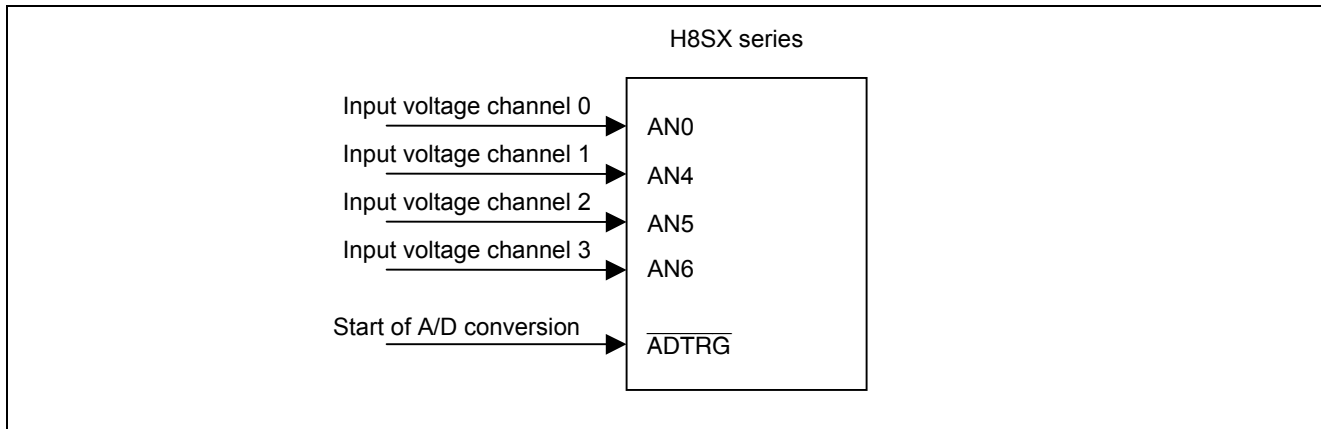 H8SX series
Input voltage channel 0
AN0
Input voltage channel 1
AN4
Input voltage channel 2
AN5
Input voltage channel 3
AN6
Start of A/D conversion
ADTRG